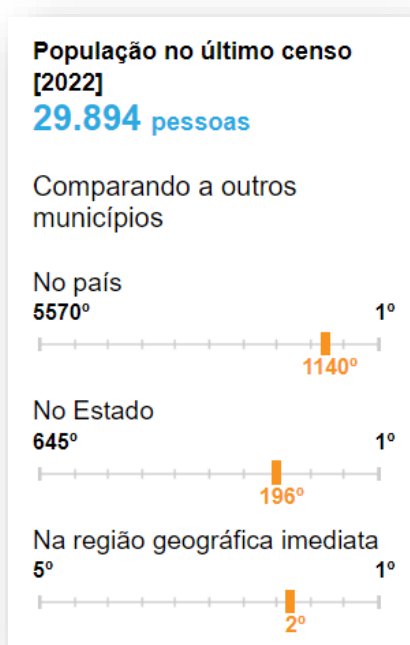 População no último censo
[2022]
29.894 pessoas
Comparando a outros
municípios
No país
5570º 1º
1140º
No Estado
645º 1º
196º
Na região geográfica imediata
5º 1º
2º